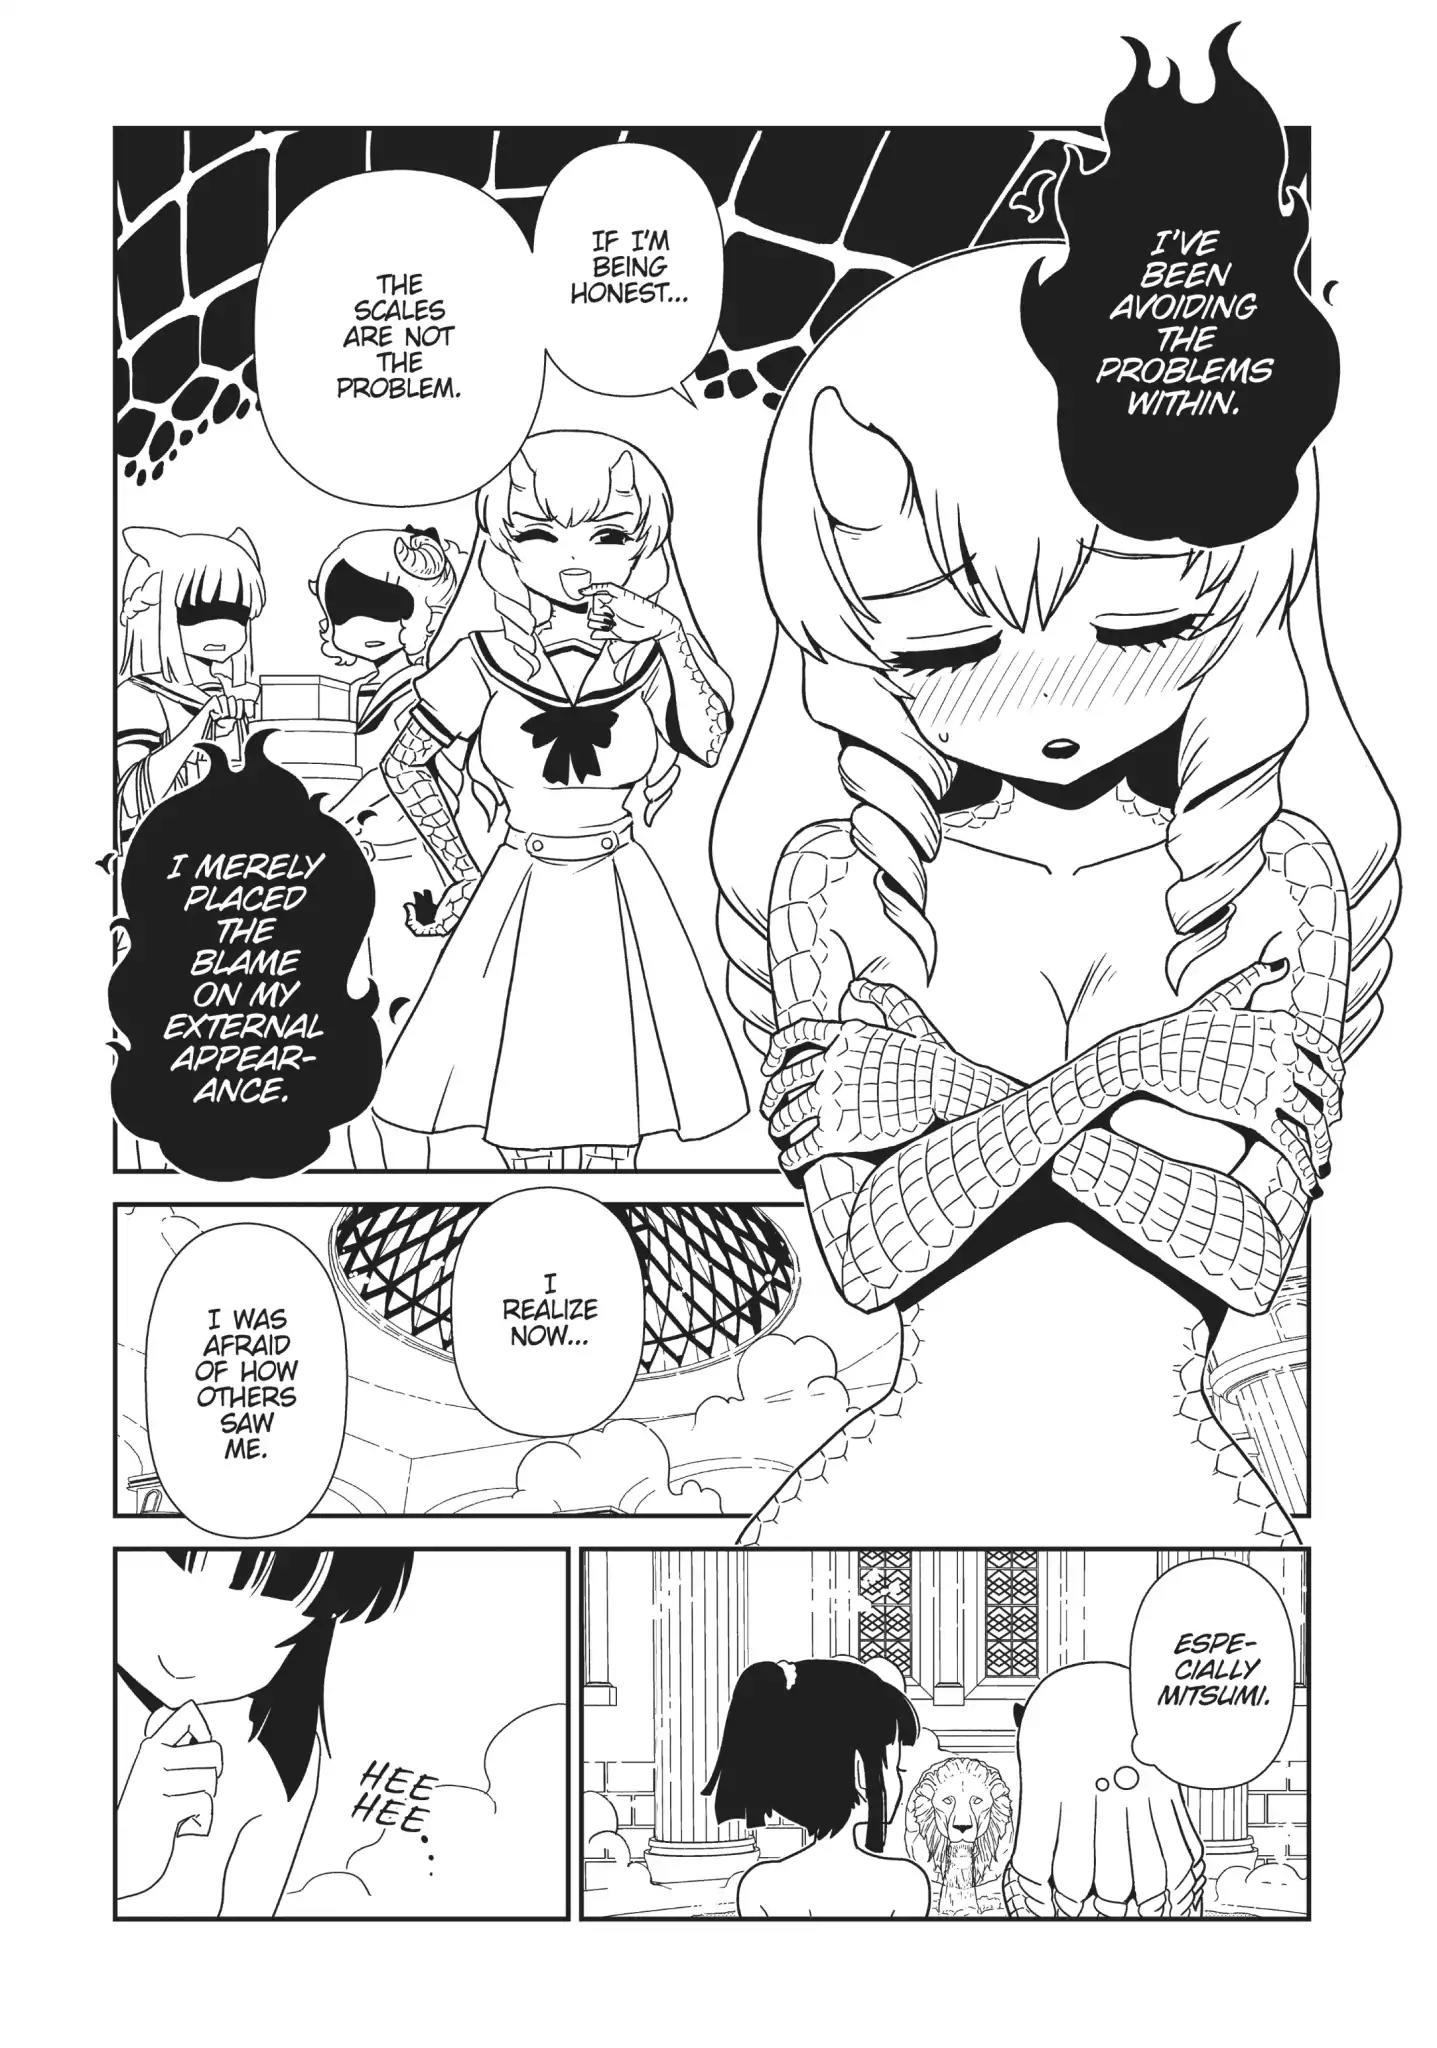 I'VE
BEEN
AVOIDING
THE
PROBLEMS
WITHIN.
IF I'M
BEING
HONEST...
THE
SCALES
ARE NOT
THE
PROBLEM.
I MERELY
PLACED
THE
BLAME
ON MY
EXTERNAL
APPEAR-
ANCE.
I
REALIZE
NOW...
I WAS
AFRAID
OF HOW
OTHERS
SAW
ME.
ESPE-
CIALLY
MITSUMI.
HEE
HEE...